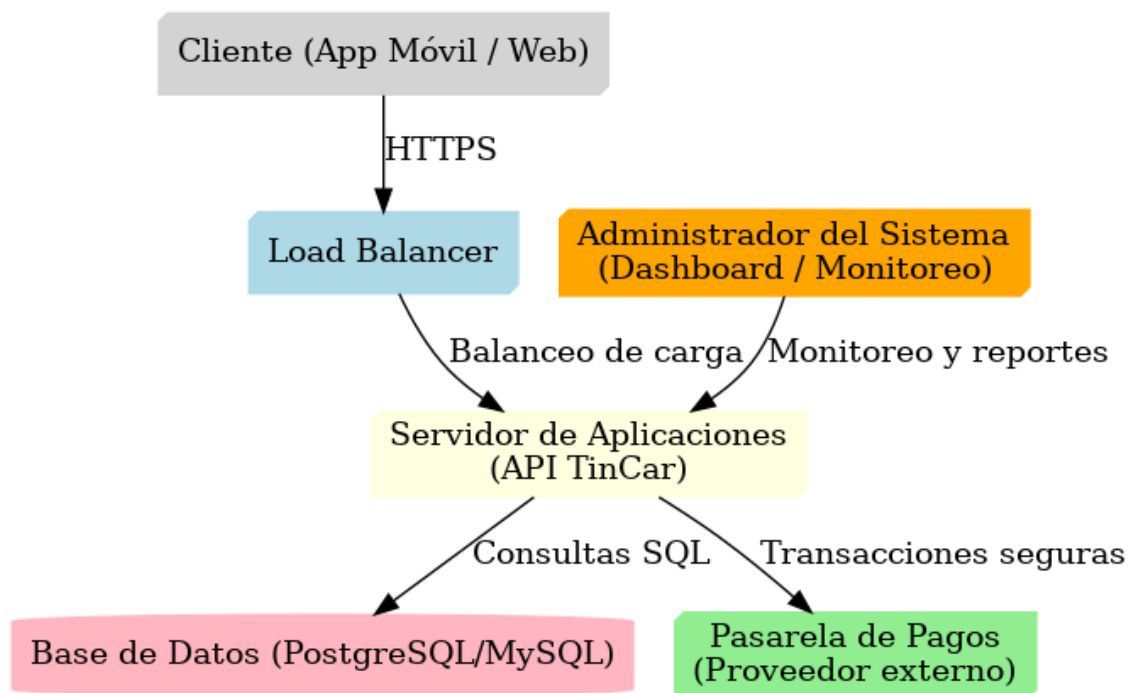 Cliente (App Móvil / Web)
HTTPS
Load Balancer
Administrador del Sistema
(Dashboard / Monitoreo)
Balanceo de carga
Monitoreo y reportes
Servidor de Aplicaciones
(API TinCar)
Consultas SQL
Transacciones seguras
Base de Datos (PostgreSQL/MySQL)
Pasarela de Pagos
(Proveedor externo)